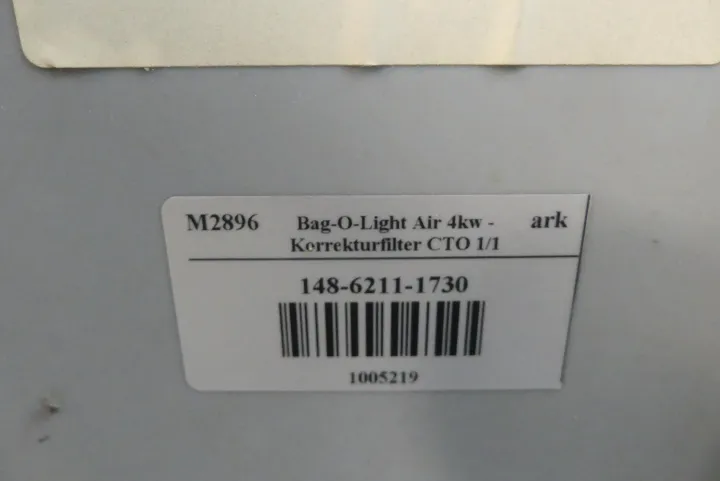 M2896 Bag-O-Light Air 4kw - ark
Korrekturfilter CTO 1/1
148-6211-1730
1005219